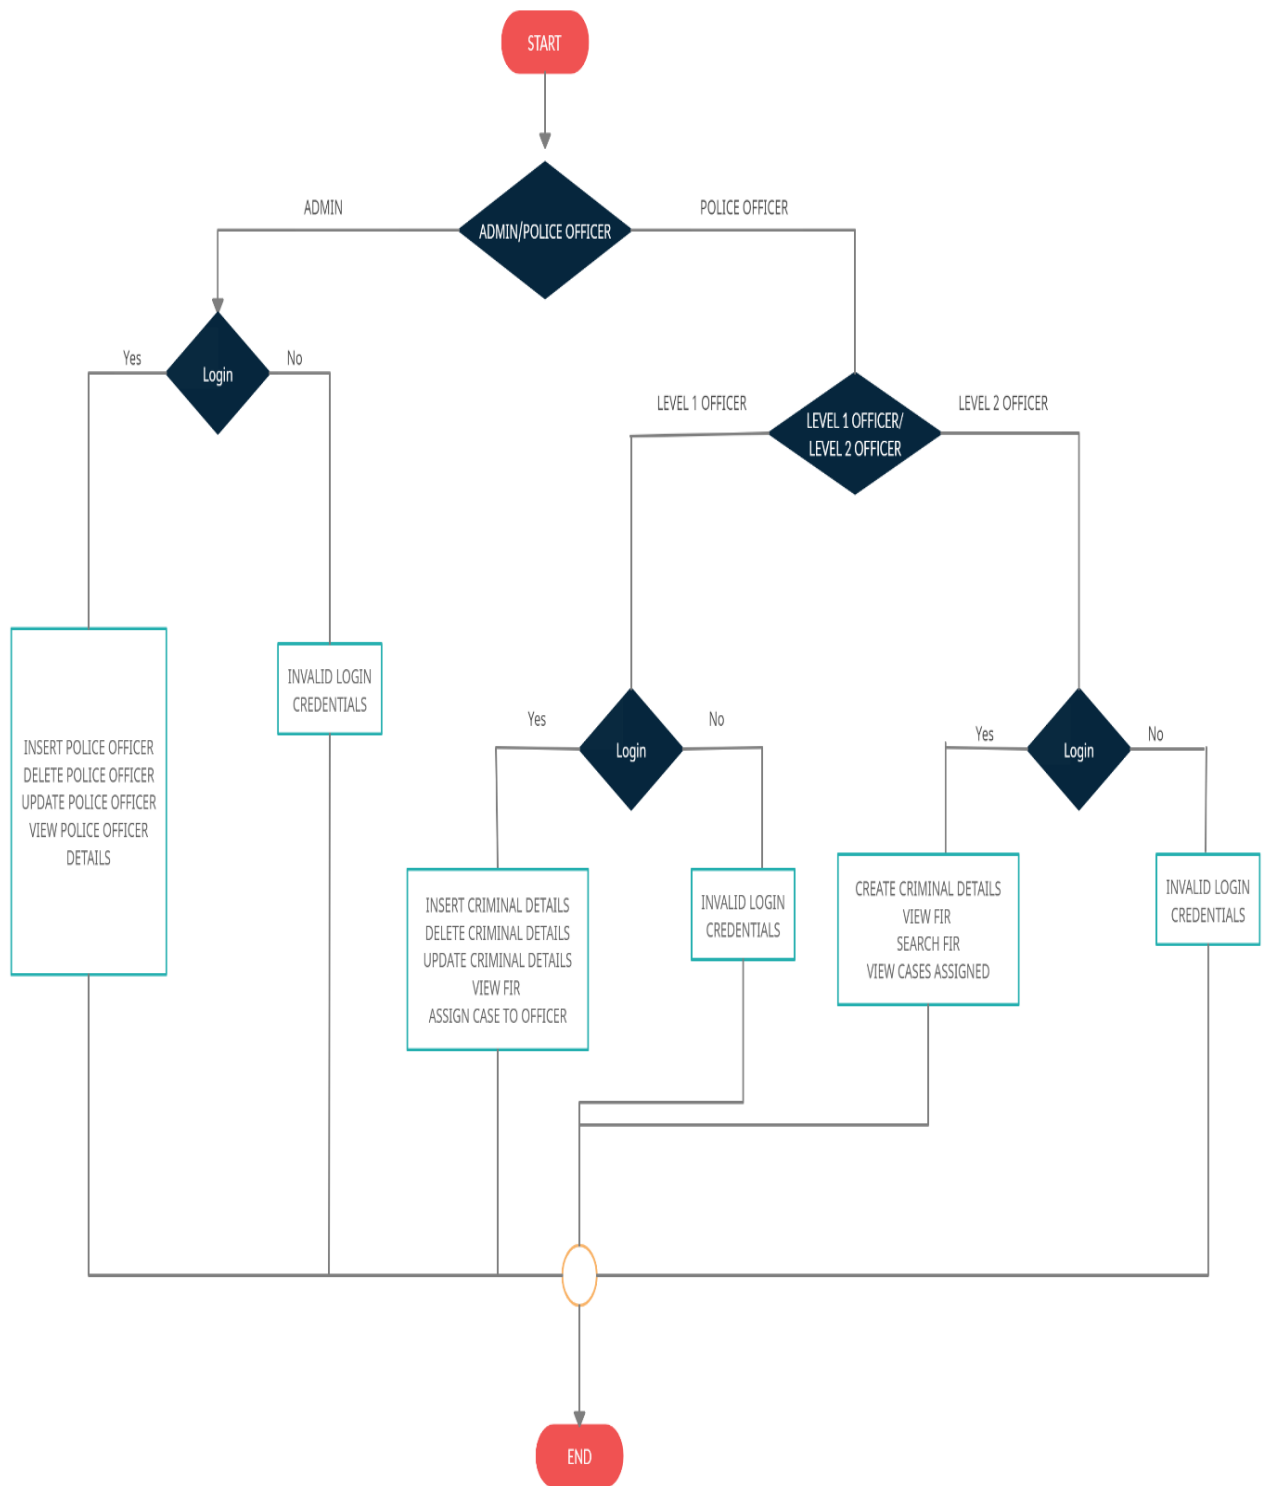 START
ADMIN
POLICE OFFICER
ADMIN/POLICE OFFICER
Yes
No
Login
LEVEL 1 OFFICER
LEVEL 2 OFFICER
LEVEL 1 OFFICER/
LEVEL 2 OFFICER
INSERT POLICE OFFICER
DELETE POLICE OFFICER
UPDATE POLICE OFFICER
VIEW POLICE OFFICER
DETAILS
INVALID LOGIN
CREDENTIALS
Yes
No
Login
Yes
No
Login
INSERT CRIMINAL DETAILS
DELETE CRIMINAL DETAILS
UPDATE CRIMINAL DETAILS
VIEW FIR
ASSIGN CASE TO OFFICER
INVALID LOGIN
CREDENTIALS
CREATE CRIMINAL DETAILS
VIEW FIR
SEARCH FIR
VIEW CASES ASSIGNED
INVALID LOGIN
CREDENTIALS
END